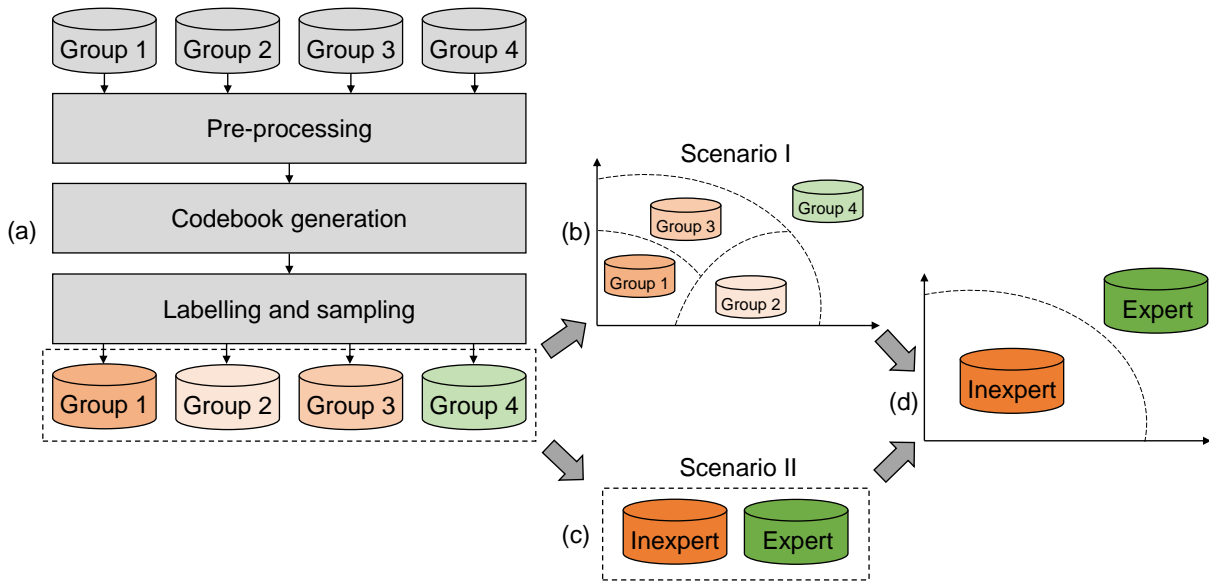 Group 1
Group 2
Group 3
Group 4
Pre-processing
Codebook generation
Labelling and sampling
(a)
Group 1
Group 2
Group 3
Group 4
Scenario I
(b)
Group 3
Group 4
Group 1
Group 2
Scenario II
(c)
Inexpert
Expert
(d)
Expert
Inexpert